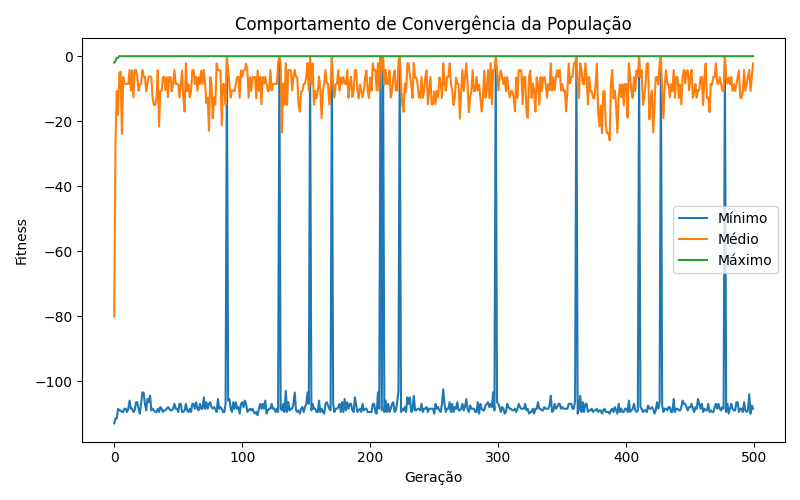 Comportamento de Convergência da População
Fitness
0
−20
−40
−60
−80
−100
Mínimo
Médio
Máximo
0 100 200 300 400 500
Geração